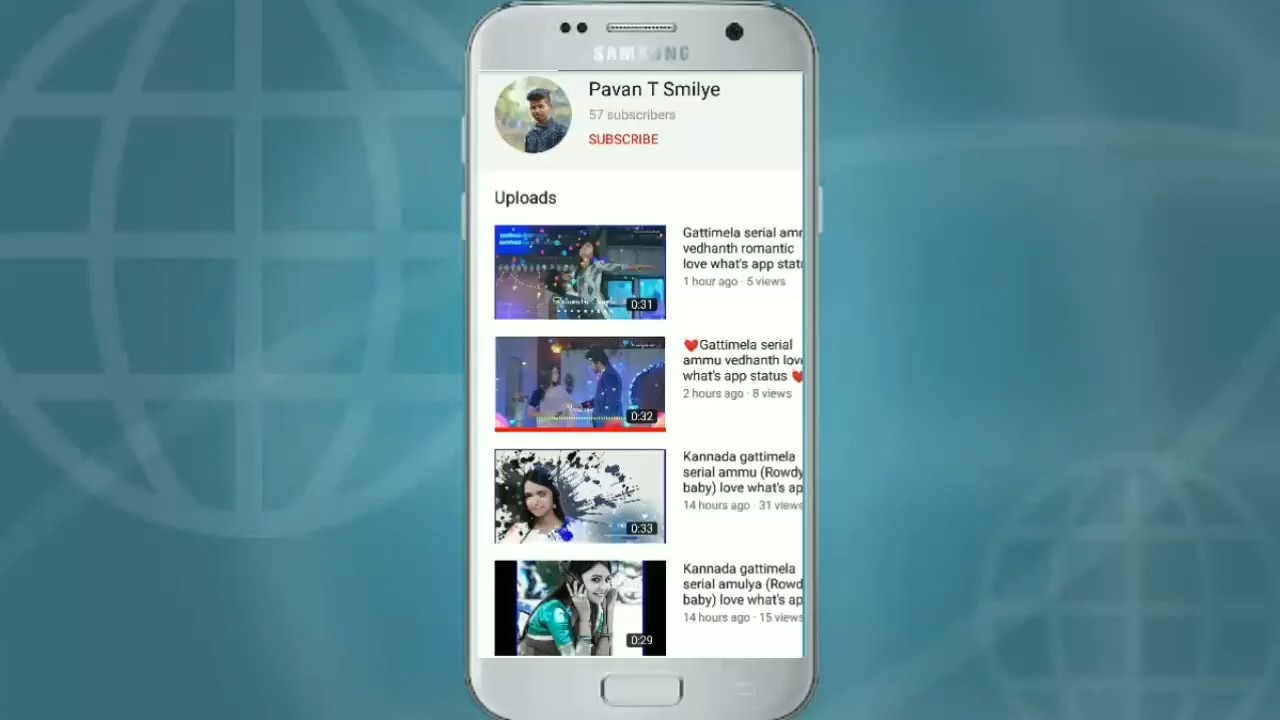 SAMSUNG
Pavan T Smilye
57 subscribers
SUBSCRIBE
Uploads
Gattimela serial am
vedhanth romantic
love what's app stat
1 hour ago · 5 views
0:31
❤️Gattimela serial
ammu vedhanth lov
what's app status ❤️
2 hours ago · 8 views
0:32
Kannada gattimela
serial ammu (Rowdy
baby) love what's ap
14 hours ago · 31 views
0:33
Kannada gattimela
serial amulya (Rowd
baby) love what's ap
14 hours ago · 15 views
0:29